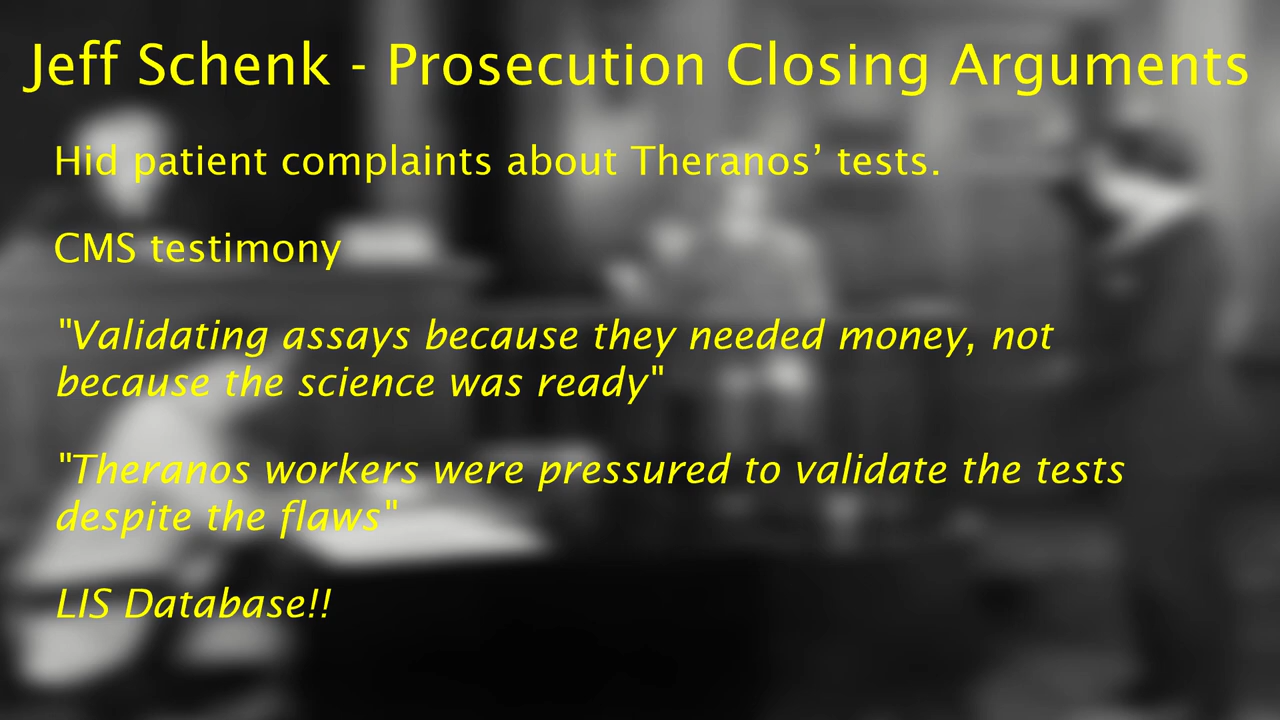 Jeff Schenk - Prosecution Closing Arguments
Hid patient complaints about Theranos’ tests.
CMS testimony
"Validating assays because they needed money, not
because the science was ready"
"Theranos workers were pressured to validate the tests
despite the flaws"
LIS Database!!